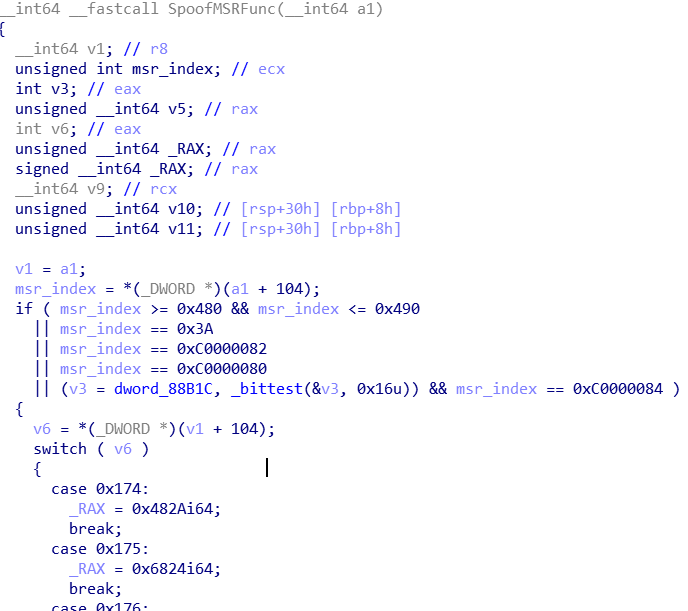 __int64 __fastcall SpoofMSRFunc(__int64 a1)
{
  __int64 v1; // r8
  unsigned int msr_index; // ecx
  int v3; // eax
  unsigned __int64 v5; // rax
  int v6; // eax
  unsigned __int64 _RAX; // rax
  signed __int64 _RAX; // rax
  __int64 v9; // rcx
  unsigned __int64 v10; // [rsp+30h] [rbp+8h]
  unsigned __int64 v11; // [rsp+30h] [rbp+8h]

  v1 = a1;
  msr_index = *(_DWORD *)(a1 + 104);
  if ( msr_index >= 0x480 && msr_index <= 0x490
    || msr_index == 0x3A
    || msr_index == 0xC0000082
    || msr_index == 0xC0000080
    || (v3 = dword_88B1C, _bittest(&v3, 0x16u)) && msr_index == 0xC0000084 )
  {
    v6 = *(_DWORD *)(v1 + 104);
    switch ( v6 )
    {
      case 0x174:
        _RAX = 0x482Ai64;
        break;
      case 0x175:
        _RAX = 0x6824i64;
        break;
      case 0x176: